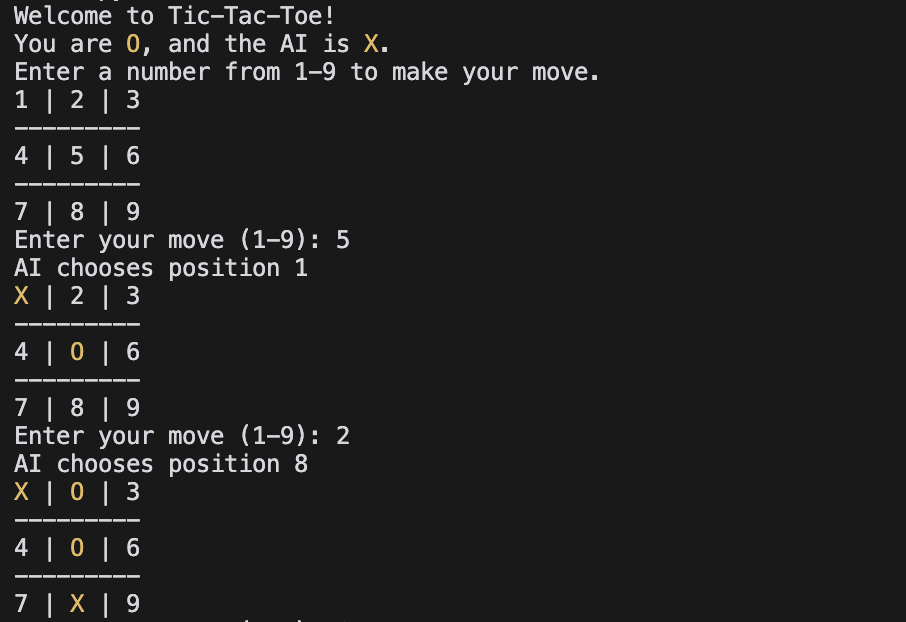 Welcome to Tic-Tac-Toe!
You are O, and the AI is X.
Enter a number from 1-9 to make your move.
1 | 2 | 3
---------
4 | 5 | 6
---------
7 | 8 | 9
Enter your move (1-9): 5
AI chooses position 1
X | 2 | 3
---------
4 | O | 6
---------
7 | 8 | 9
Enter your move (1-9): 2
AI chooses position 8
X | O | 3
---------
4 | O | 6
---------
7 | X | 9